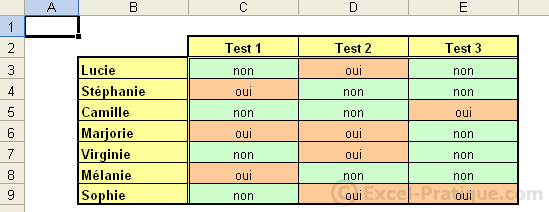 A B C D E
1
2 Test 1 Test 2 Test 3
3 Lucie non oui non
4 Stéphanie oui non non
5 Camille non non oui
6 Marjorie oui oui non
7 Virginie non oui non
8 Mélanie oui non non
9 Sophie non oui oui
© Excel-Pratique.com